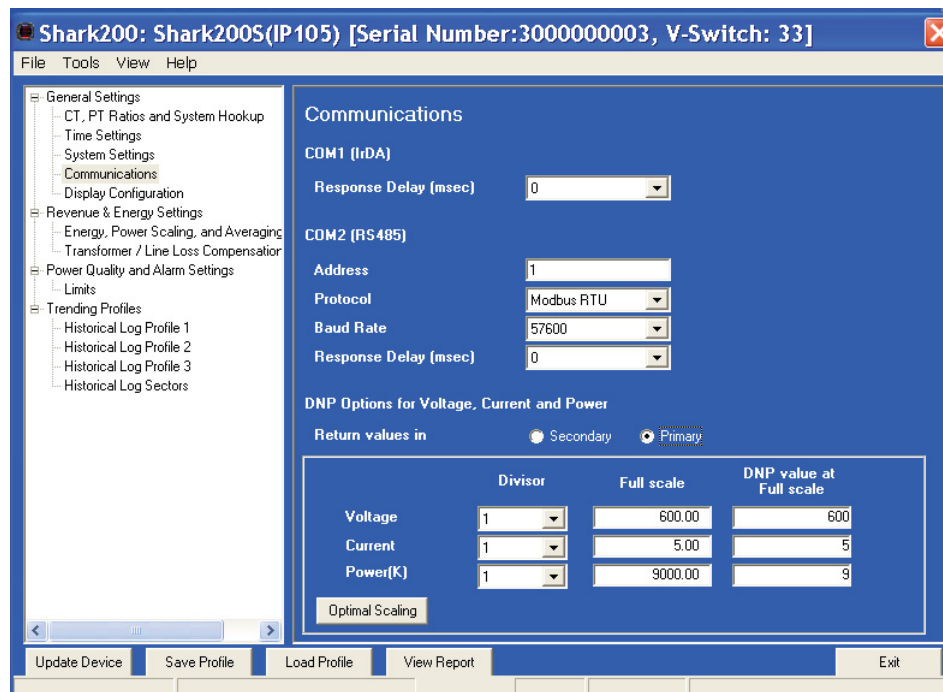 Shark200: Shark200S(IP105) [Serial Number:3000000003, V-Switch: 33]
File Tools View Help
General Settings
CT, PT Ratios and System Hookup
Time Settings
System Settings
Communications
Display Configuration
Revenue & Energy Settings
Energy, Power Scaling, and Averaging
Transformer / Line Loss Compensation
Power Quality and Alarm Settings
Limits
Trending Profiles
Historical Log Profile 1
Historical Log Profile 2
Historical Log Profile 3
Historical Log Sectors
Communications
COM1 (IrDA)
Response Delay (msec) 0
COM2 (RS485)
Address 1
Protocol Modbus RTU
Baud Rate 57600
Response Delay (msec) 0
DNP Options for Voltage, Current and Power
Return values in Secondary Primary
Divisor Full scale DNP value at Full scale
Voltage 1 600.00 600
Current 1 5.00 5
Power(K) 1 9000.00 9
Optimal Scaling
Update Device Save Profile Load Profile View Report Exit